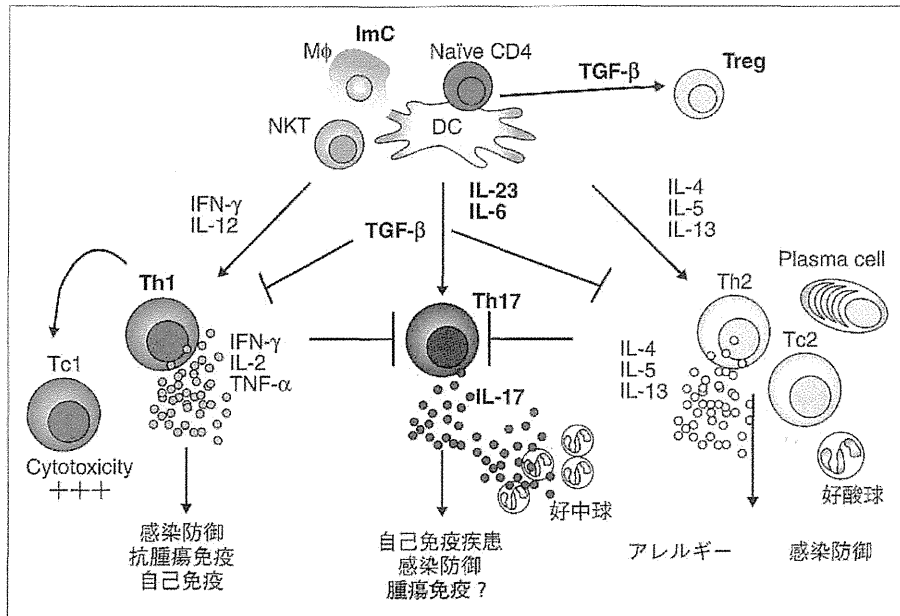 ImC
Mφ
Naïve CD4
TGF-β
Treg
NKT
DC
IFN-γ
IL-12
IL-23
IL-6
IL-4
IL-5
IL-13
TGF-β
Plasma cell
Th1
Th17
Th2
Tc1
IFN-γ
IL-2
TNF-α
IL-17
IL-4
IL-5
IL-13
Tc2
Cytotoxicity
+++
好中球
好酸球
感染防御
抗腫瘍免疫
自己免疫
自己免疫疾患
感染防御
腫瘍免疫?
アレルギー
感染防御